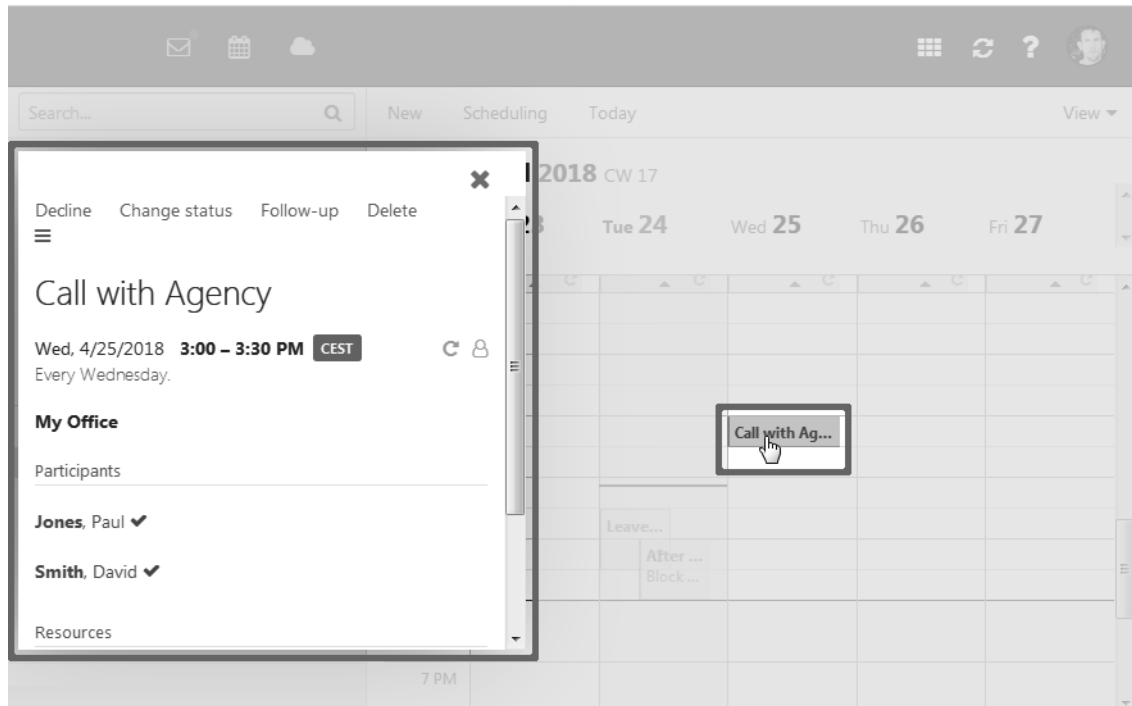 Search...
New Scheduling Today View
2018 CW 17
Tue 24 Wed 25 Thu 26 Fri 27
Decline Change status Follow-up Delete
Call with Agency
Wed, 4/25/2018 3:00 – 3:30 PM CEST
Every Wednesday.
My Office
Participants
Jones, Paul
Smith, David
Resources
Call with Ag...
Leave...
After ...
Block ...
7 PM